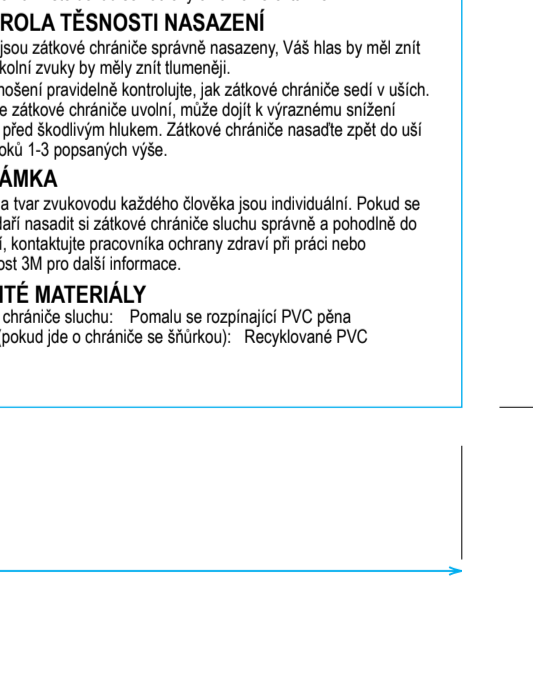 ROLA TĚSNOSTI NASAZENÍ
jsou zátkové chrániče správně nasazeny, Váš hlas by měl znít
kolní zvuky by měly znít tlumeněji.
nošení pravidelně kontrolujte, jak zátkové chrániče sedí v uších.
e zátkové chrániče uvolní, může dojít k výraznému snížení
před škodlivým hlukem. Zátkové chrániče nasaďte zpět do uší
oků 1-3 popsaných výše.
ÁMKA
a tvar zvukovodu každého člověka jsou individuální. Pokud se
daří nasadit si zátkové chrániče sluchu správně a pohodlně do
í, kontaktujte pracovníka ochrany zdraví při práci nebo
ost 3M pro další informace.
ITÉ MATERIÁLY
chrániče sluchu: Pomalu se rozpínající PVC pěna
(pokud jde o chrániče se šňůrkou): Recyklované PVC